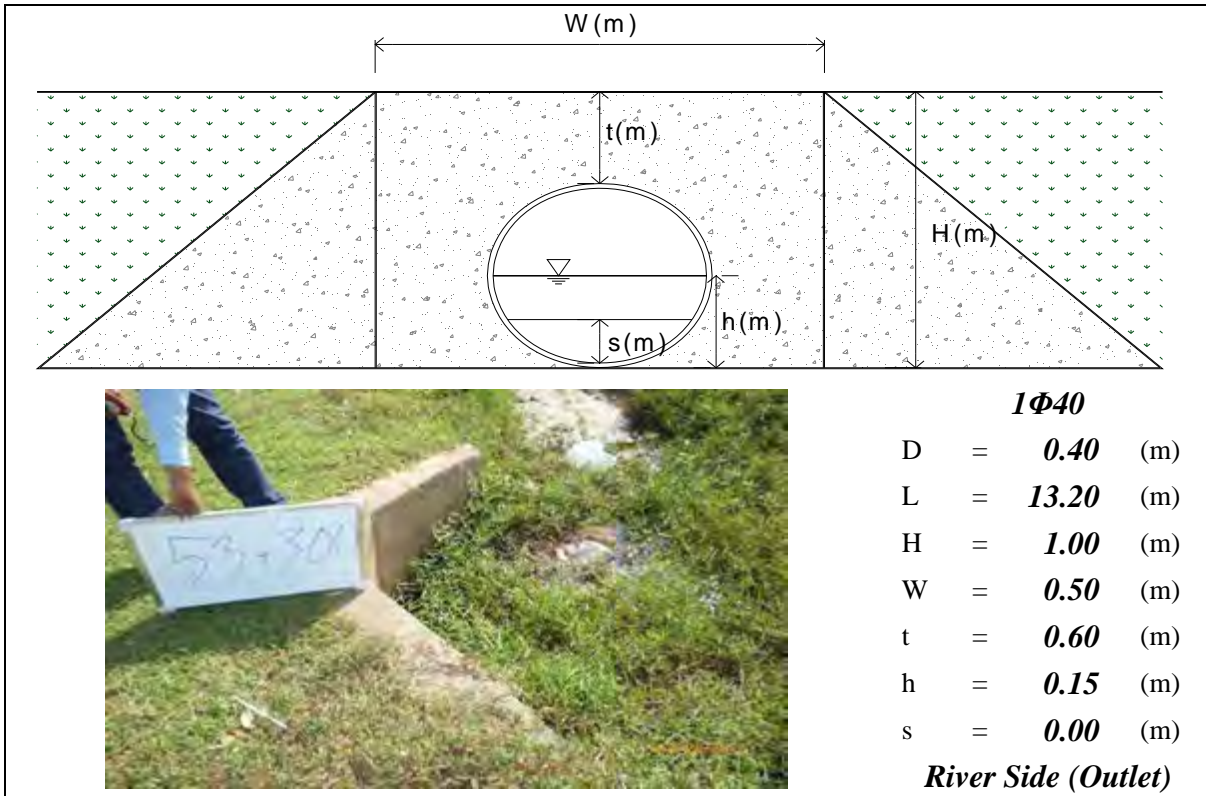 W(m)
t(m)
H(m)
h(m)
s(m)
1Φ40
D = 0.40 (m)
L = 13.20 (m)
H = 1.00 (m)
W = 0.50 (m)
t = 0.60 (m)
h = 0.15 (m)
s = 0.00 (m)
River Side (Outlet)